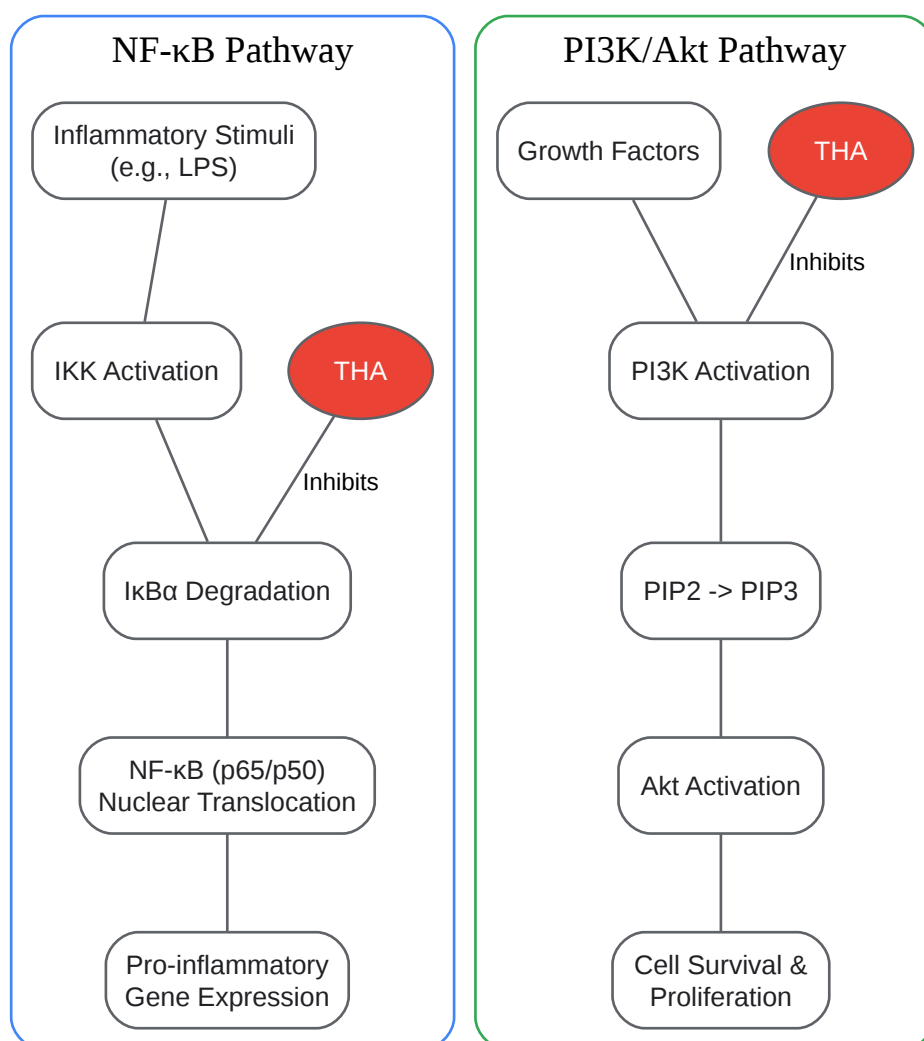 NF-κB Pathway
Inflammatory Stimuli
(e.g., LPS)
IKK Activation
THA
Inhibits
IκBα Degradation
NF-κB (p65/p50)
Nuclear Translocation
Pro-inflammatory
Gene Expression
PI3K/Akt Pathway
Growth Factors
THA
Inhibits
PI3K Activation
PIP2 -> PIP3
Akt Activation
Cell Survival &
Proliferation